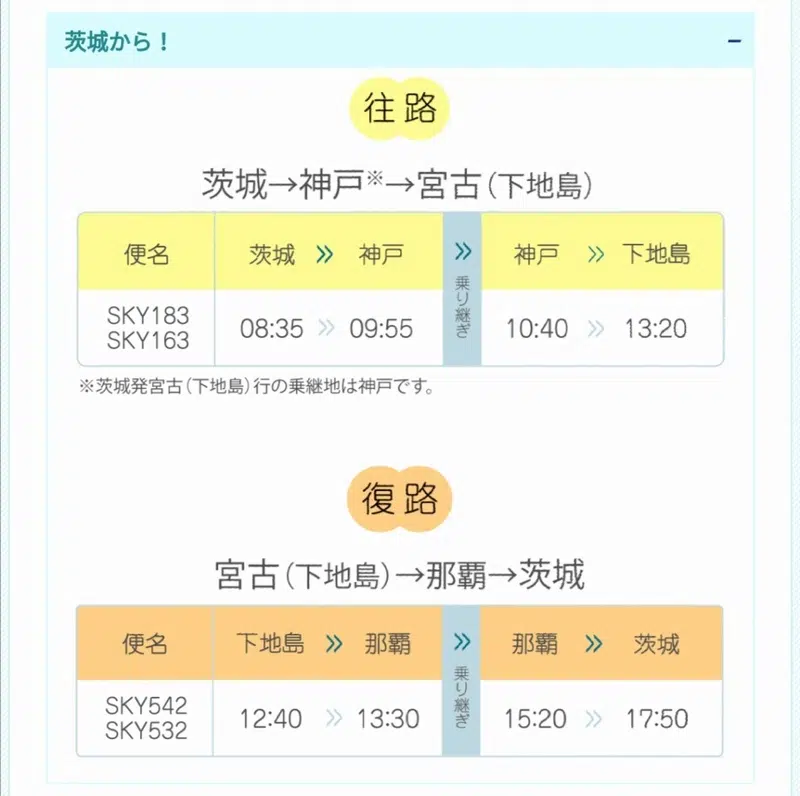 茨城から！ −
往路
茨城→神戸※→宮古（下地島）
便名 茨城 » 神戸 » 乗り継ぎ 神戸 » 下地島
SKY183
SKY163
08:35 » 09:55 10:40 » 13:20
※茨城発宮古（下地島）行の乗継地は神戸です。
復路
宮古（下地島）→那覇→茨城
便名 下地島 » 那覇 » 乗り継ぎ 那覇 » 茨城
SKY542
SKY532
12:40 » 13:30 15:20 » 17:50